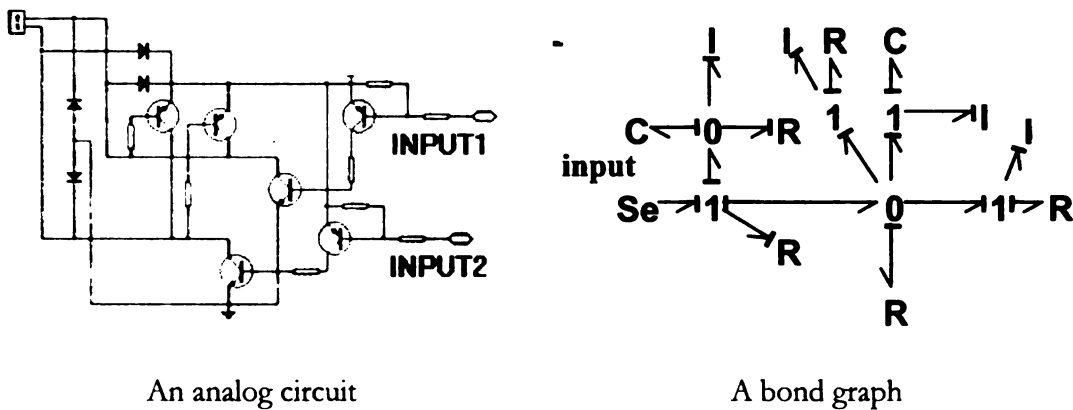 INPUT1
INPUT2
An analog circuit
I I R C
1 1 I
C 0 R I
input
Se 1 0 1 R
R
R
A bond graph